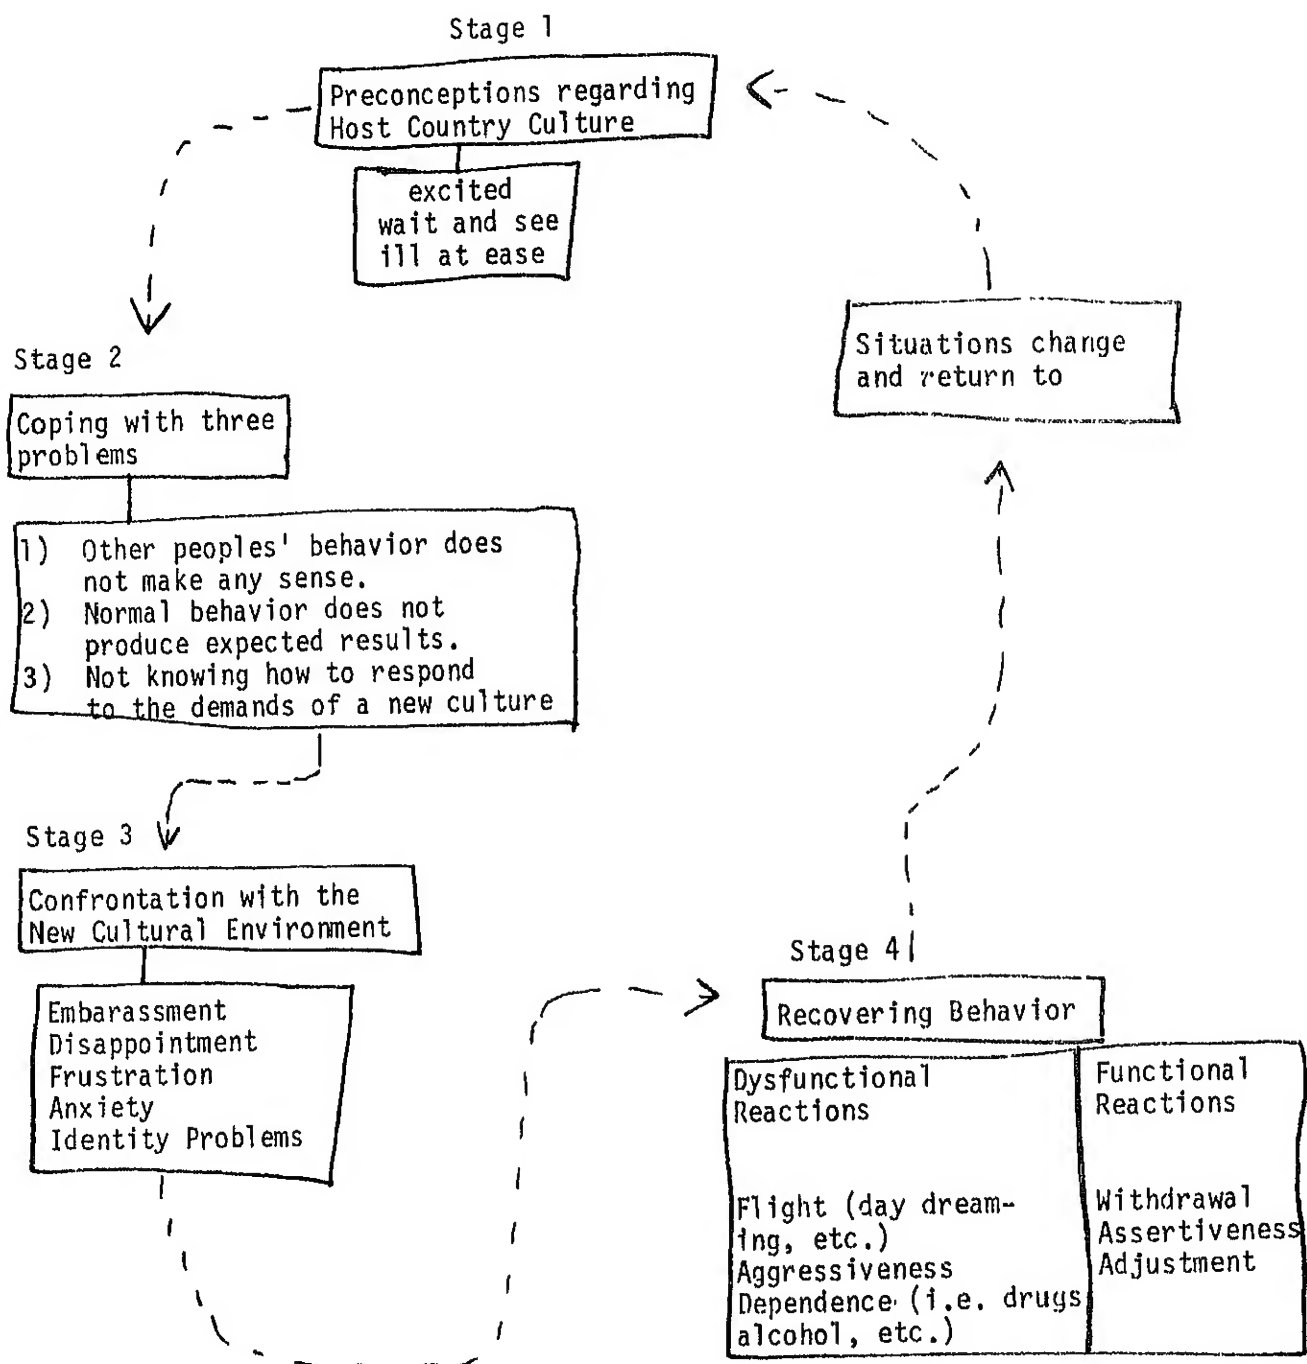 Stage 1
Preconceptions regarding
Host Country Culture
excited
wait and see
ill at ease
Stage 2
Coping with three
problems
1) Other peoples' behavior does
not make any sense.
2) Normal behavior does not
produce expected results.
3) Not knowing how to respond
to the demands of a new culture
Stage 3
Confrontation with the
New Cultural Environment
Embarassment
Disappointment
Frustration
Anxiety
Identity Problems
Stage 4
Recovering Behavior
Dysfunctional
Reactions
Flight (day dream-
ing, etc.)
Aggressiveness
Dependence (i.e. drugs
alcohol, etc.)
Functional
Reactions
Withdrawal
Assertiveness
Adjustment
Situations change
and return to